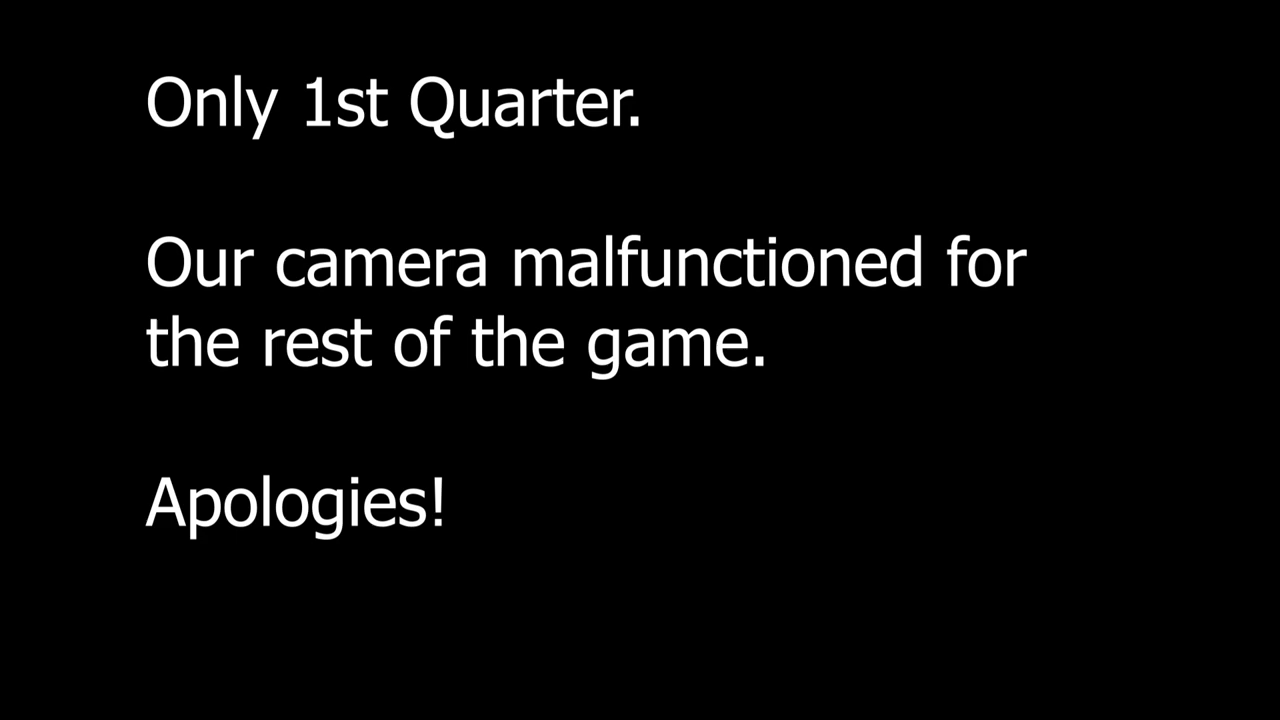 Only 1st Quarter.
Our camera malfunctioned for
the rest of the game.
Apologies!